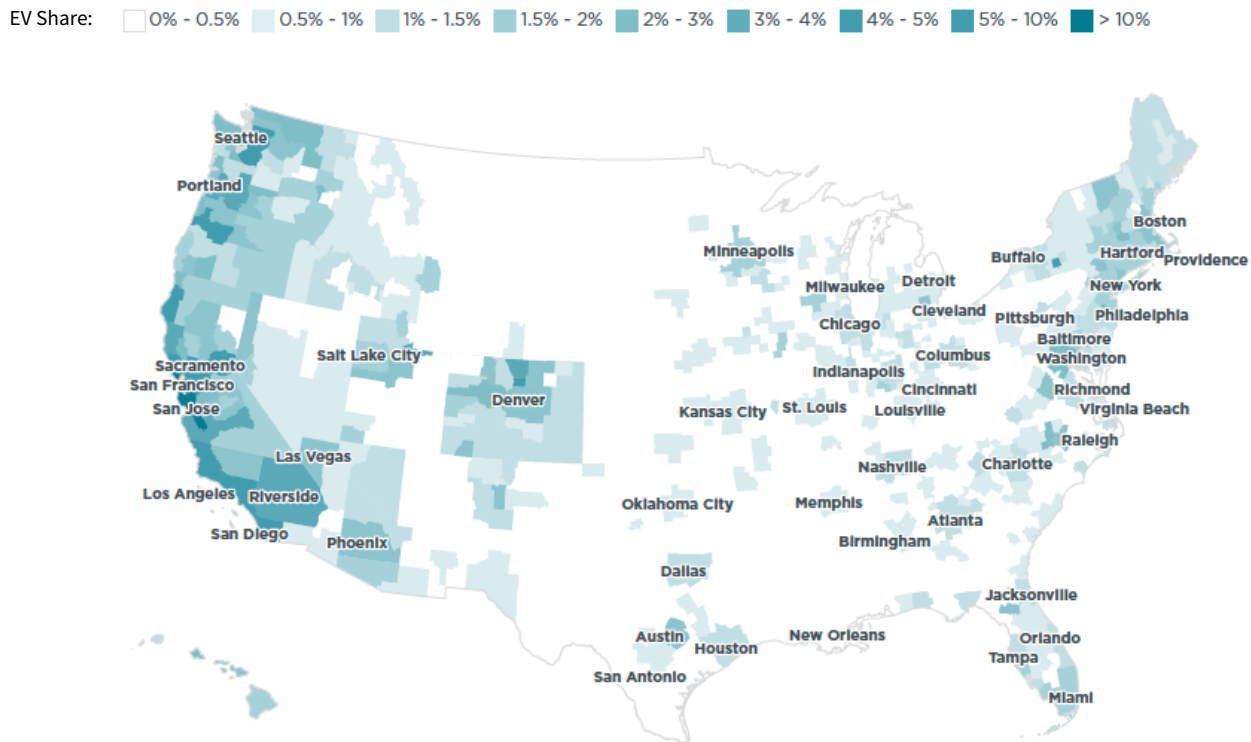 EV Share: 0% - 0.5% 0.5% - 1% 1% - 1.5% 1.5% - 2% 2% - 3% 3% - 4% 4% - 5% 5% - 10% > 10%
Seattle
Portland
Boston
Minneapolis
Buffalo
Hartford
Providence
Milwaukee
Detroit
New York
Cleveland
Pittsburgh
Philadelphia
Chicago
Baltimore
Salt Lake City
Columbus
Washington
Sacramento
Indianapolis
San Francisco
Cincinnati
Richmond
Denver
San Jose
Kansas City
St. Louis
Louisville
Virginia Beach
Raleigh
Las Vegas
Nashville
Charlotte
Los Angeles
Riverside
Oklahoma City
Memphis
Atlanta
San Diego
Phoenix
Birmingham
Dallas
Jacksonville
Austin
New Orleans
Orlando
Houston
Tampa
San Antonio
Miami